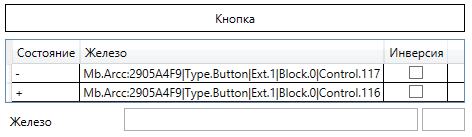 Кнопка
Состояние Железо Инверсия
- Mb.Arcc:2905A4F9|Type.Button|Ext.1|Block.0|Control.117
+ Mb.Arcc:2905A4F9|Type.Button|Ext.1|Block.0|Control.116
Железо